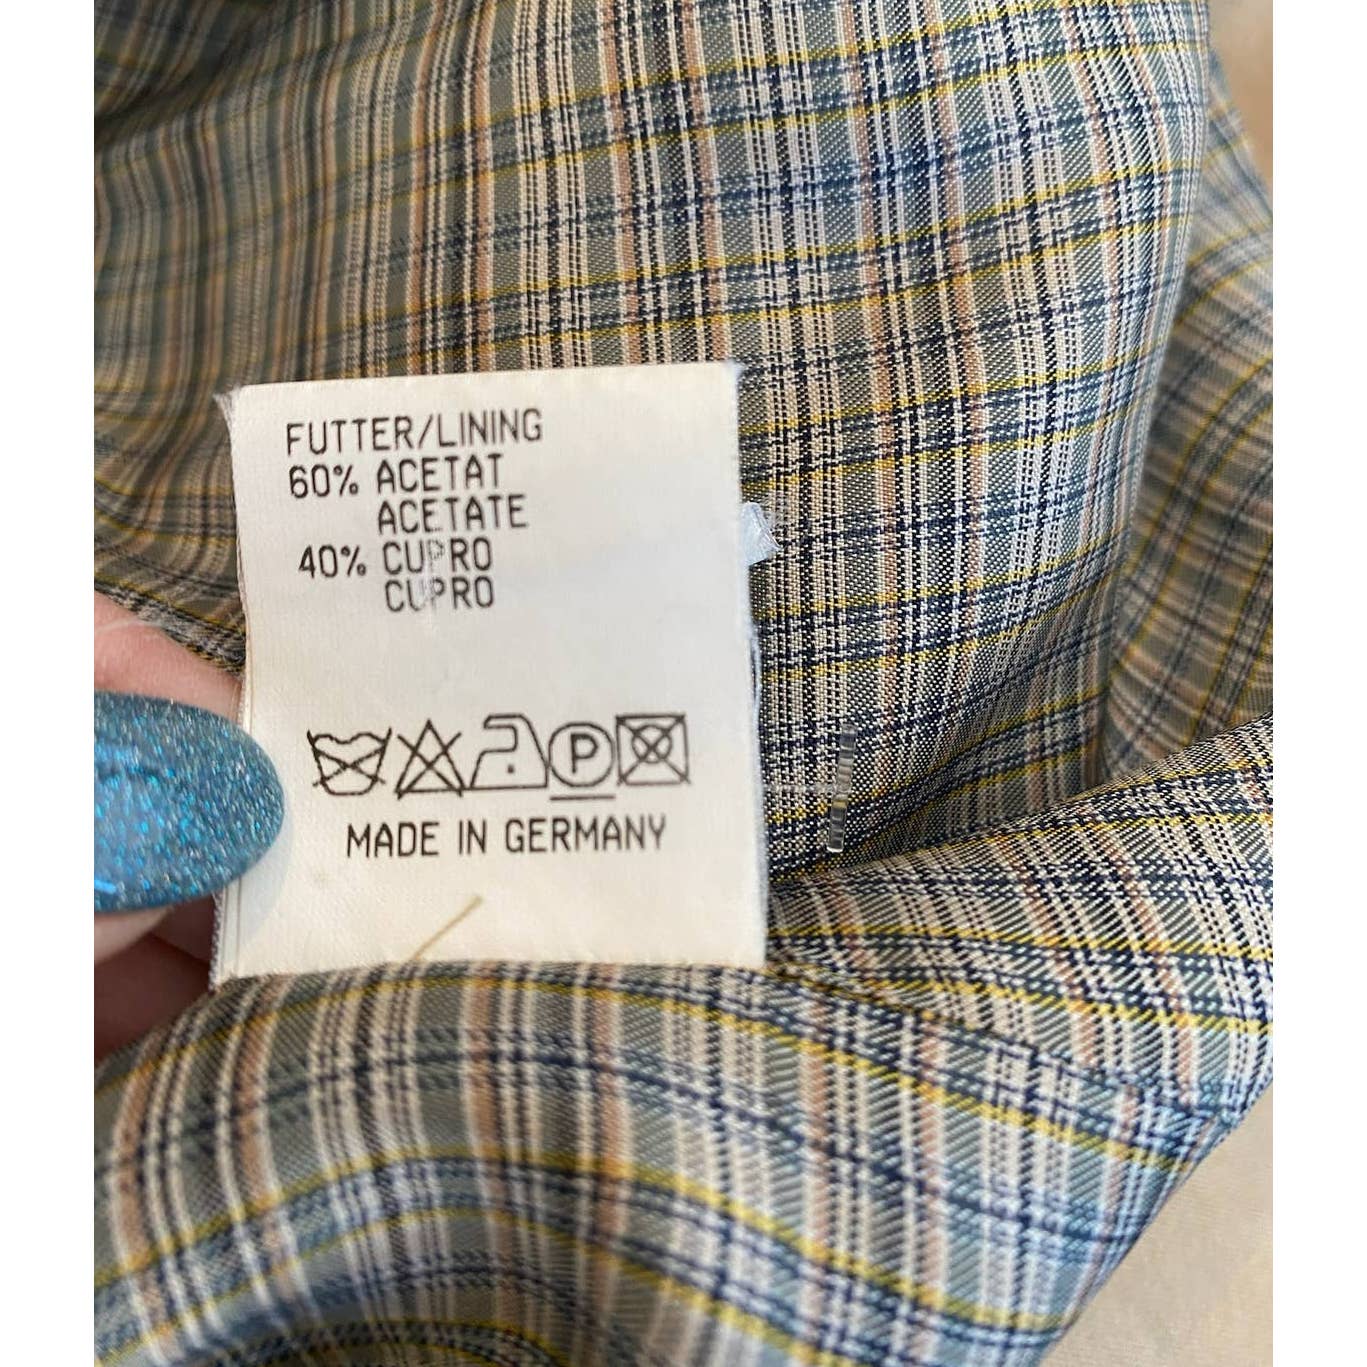 FUTTER/LINING
60% ACETAT
ACETATE
40% CUPRO
CUPRO
P
MADE IN GERMANY